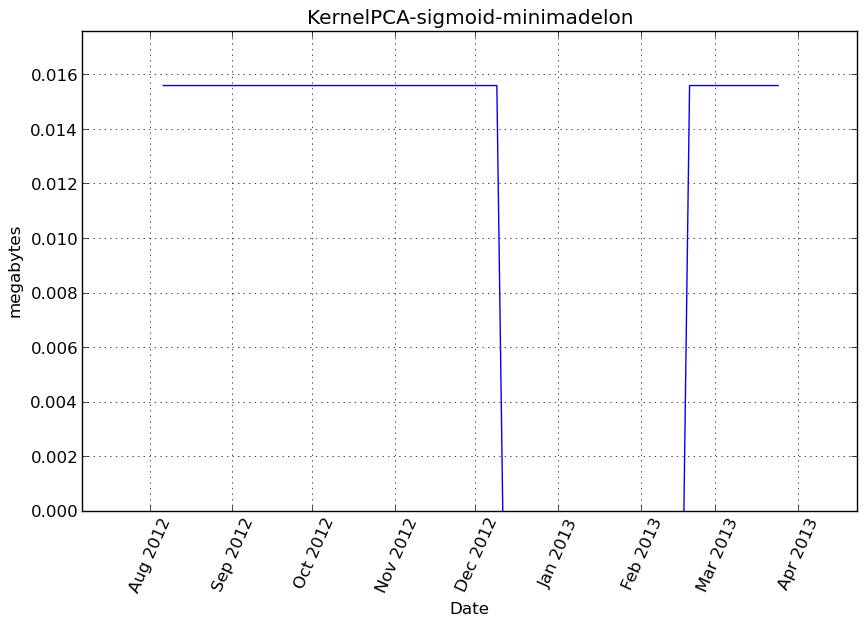 KernelPCA-sigmoid-minimadelon
megabytes
0.016
0.014
0.012
0.010
0.008
0.006
0.004
0.002
0.000
Aug 2012
Sep 2012
Oct 2012
Nov 2012
Dec 2012
Jan 2013
Feb 2013
Mar 2013
Apr 2013
Date